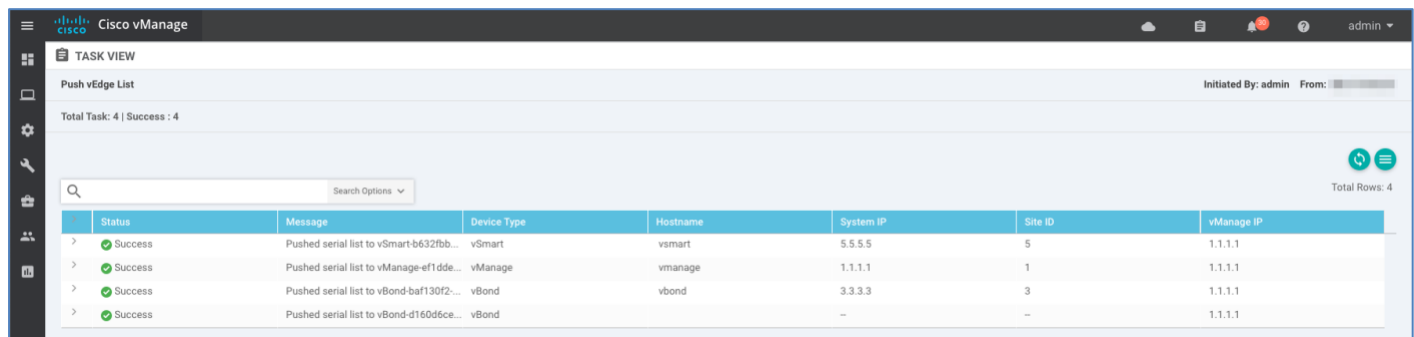 cisco Cisco vManage 30 admin
TASK VIEW
Push vEdge List Initiated By: admin From:
Total Task: 4 | Success : 4
Search Options Total Rows: 4
Status Message Device Type Hostname System IP Site ID vManage IP
Success Pushed serial list to vSmart-b632fbb... vSmart vsmart 5.5.5.5 5 1.1.1.1
Success Pushed serial list to vManage-ef1dde... vManage vmanage 1.1.1.1 1 1.1.1.1
Success Pushed serial list to vBond-baf130f2-... vBond vbond 3.3.3.3 3 1.1.1.1
Success Pushed serial list to vBond-d160d6ce... vBond -- -- 1.1.1.1